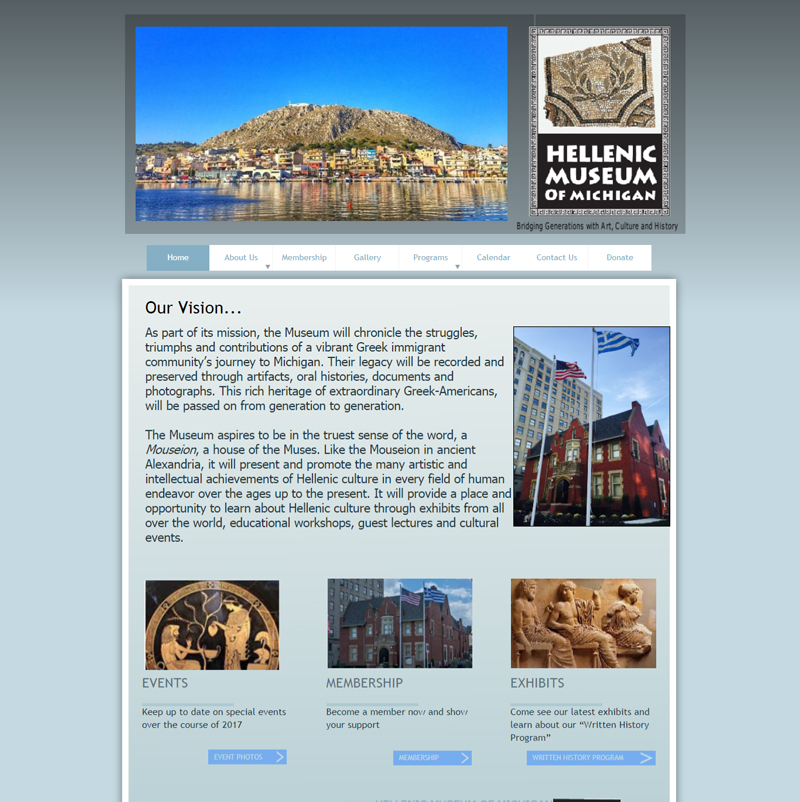 HELLENIC
MUSEUM
OF MICHIGAN
Bridging Generations with Art, Culture and History
Home
About Us
Membership
Gallery
Programs
Calendar
Contact Us
Donate
Our Vision...
As part of its mission, the Museum will chronicle the struggles,
triumphs and contributions of a vibrant Greek immigrant
community’s journey to Michigan. Their legacy will be recorded and
preserved through artifacts, oral histories, documents and
photographs. This rich heritage of extraordinary Greek-Americans,
will be passed on from generation to generation.
The Museum aspires to be in the truest sense of the word, a
Mouseion, a house of the Muses. Like the Mouseion in ancient
Alexandria, it will present and promote the many artistic and
intellectual achievements of Hellenic culture in every field of human
endeavor over the ages up to the present. It will provide a place and
opportunity to learn about Hellenic culture through exhibits from all
over the world, educational workshops, guest lectures and cultural
events.
EVENTS
Keep up to date on special events
over the course of 2017
EVENT PHOTOS
MEMBERSHIP
Become a member now and show
your support
MEMBERSHIP
EXHIBITS
Come see our latest exhibits and
learn about our “Written History
Program”
WRITTEN HISTORY PROGRAM